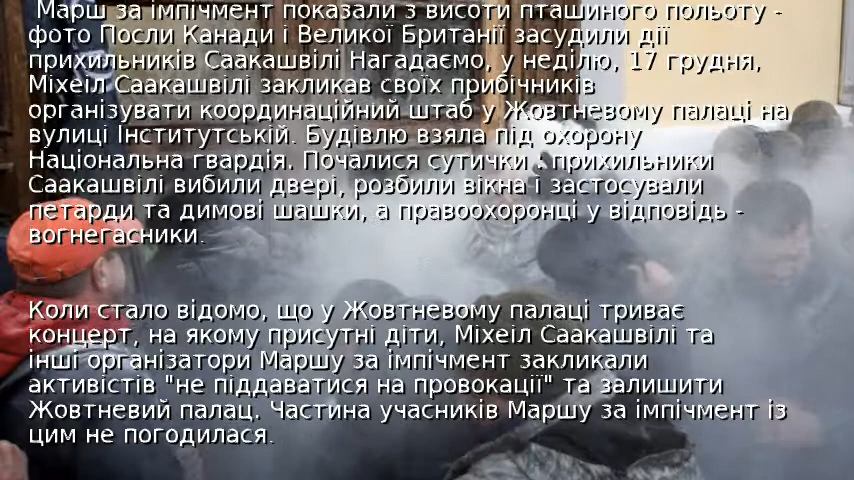 Марш за імпічмент показали з висоти пташиного польоту -
фото Посли Канади і Великої Британії засудили дії
прихильників Саакашвілі Нагадаємо, у неділю, 17 грудня,
Міхеіл Саакашвілі закликав своїх прибічників
організувати координаційний штаб у Жовтневому палаці на
вулиці Інститутській. Будівлю взяла під охорону
Національна гвардія. Почалися сутички : прихильники
Саакашвілі вибили двері, розбили вікна і застосували
петарди та димові шашки, а правоохоронці у відповідь -
вогнегасники.
Коли стало відомо, що у Жовтневому палаці триває
концерт, на якому присутні діти, Міхеіл Саакашвілі та
інші організатори Маршу за імпічмент закликали
активістів "не піддаватися на провокації" та залишити
Жовтневий палац. Частина учасників Маршу за імпічмент із
цим не погодилася.